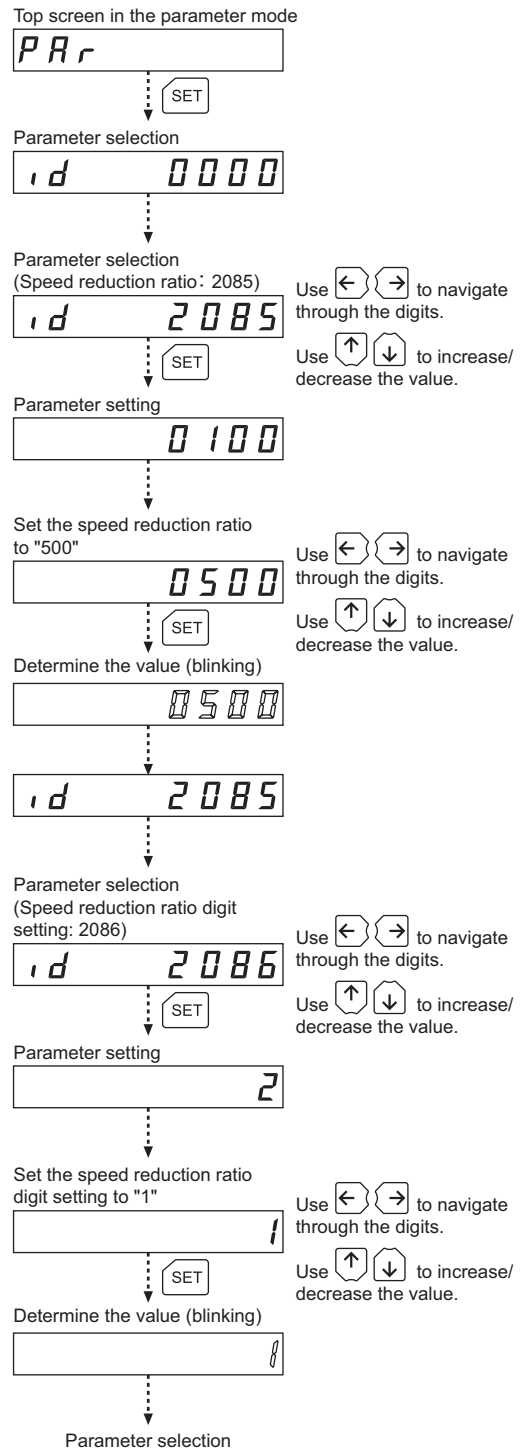 Top screen in the parameter mode
PAr
SET
Parameter selection
id 0000
Parameter selection
(Speed reduction ratio: 2085)
id 2085
Use ← → to navigate
through the digits.
Use ↑ ↓ to increase/
decrease the value.
SET
Parameter setting
0100
Set the speed reduction ratio
to "500"
0500
Use ← → to navigate
through the digits.
Use ↑ ↓ to increase/
decrease the value.
SET
Determine the value (blinking)
0500
id 2085
Parameter selection
(Speed reduction ratio digit
setting: 2086)
id 2086
Use ← → to navigate
through the digits.
Use ↑ ↓ to increase/
decrease the value.
SET
Parameter setting
2
Set the speed reduction ratio
digit setting to "1"
1
Use ← → to navigate
through the digits.
Use ↑ ↓ to increase/
decrease the value.
SET
Determine the value (blinking)
1
Parameter selection